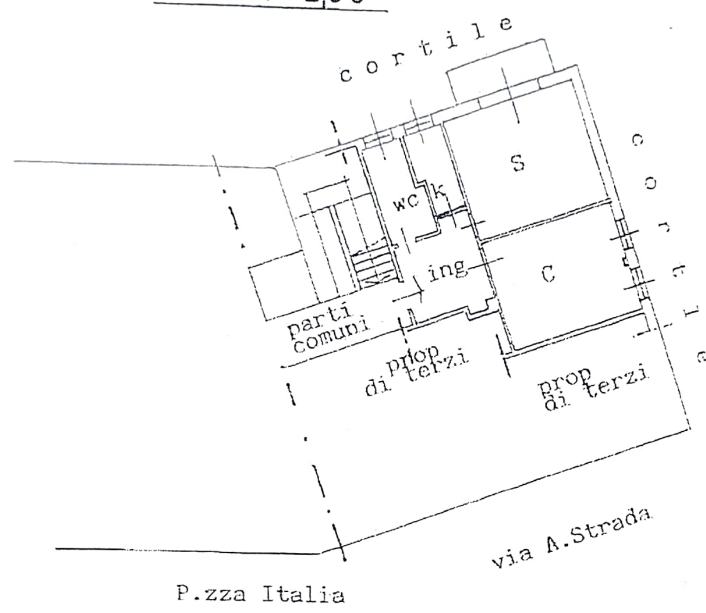 cortile
cortile
S
wc
k
ing
C
parti
comuni
prop
di terzi
prop
di terzi
via A.Strada
P.zza Italia